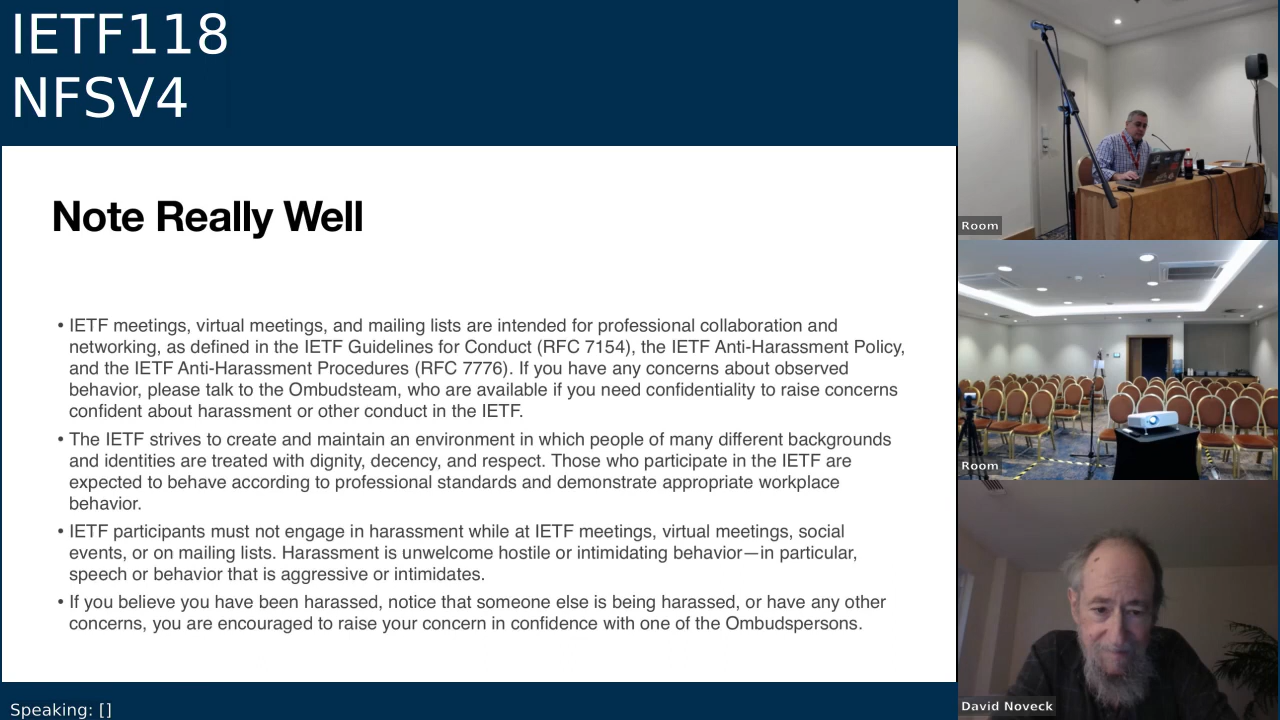 IETF118
NFSV4
Note Really Well
• IETF meetings, virtual meetings, and mailing lists are intended for professional collaboration and
networking, as defined in the IETF Guidelines for Conduct (RFC 7154), the IETF Anti-Harassment Policy,
and the IETF Anti-Harassment Procedures (RFC 7776). If you have any concerns about observed
behavior, please talk to the Ombudsteam, who are available if you need confidentiality to raise concerns
confident about harassment or other conduct in the IETF.
• The IETF strives to create and maintain an environment in which people of many different backgrounds
and identities are treated with dignity, decency, and respect. Those who participate in the IETF are
expected to behave according to professional standards and demonstrate appropriate workplace
behavior.
• IETF participants must not engage in harassment while at IETF meetings, virtual meetings, social
events, or on mailing lists. Harassment is unwelcome hostile or intimidating behavior—in particular,
speech or behavior that is aggressive or intimidates.
• If you believe you have been harassed, notice that someone else is being harassed, or have any other
concerns, you are encouraged to raise your concern in confidence with one of the Ombudspersons.
Speaking: []
Room
Room
David Noveck